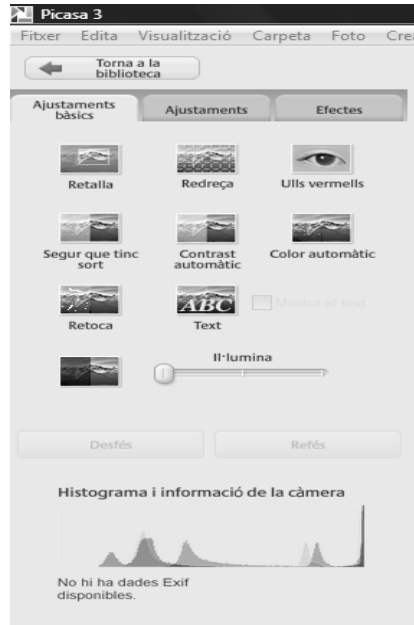 Picasa 3
Fitxer Edita Visualització Carpeta Foto Crea
Torna a la
biblioteca
Ajustaments
bàsics
Ajustaments
Efectes
Retalla
Redreça
Ulls vermells
Segur que tinc
sort
Contrast
automàtic
Color automàtic
Retoca
ABC
Text
Mostra el text
Il·lumina
Desfés
Refés
Histograma i informació de la càmera
No hi ha dades Exif
disponibles.